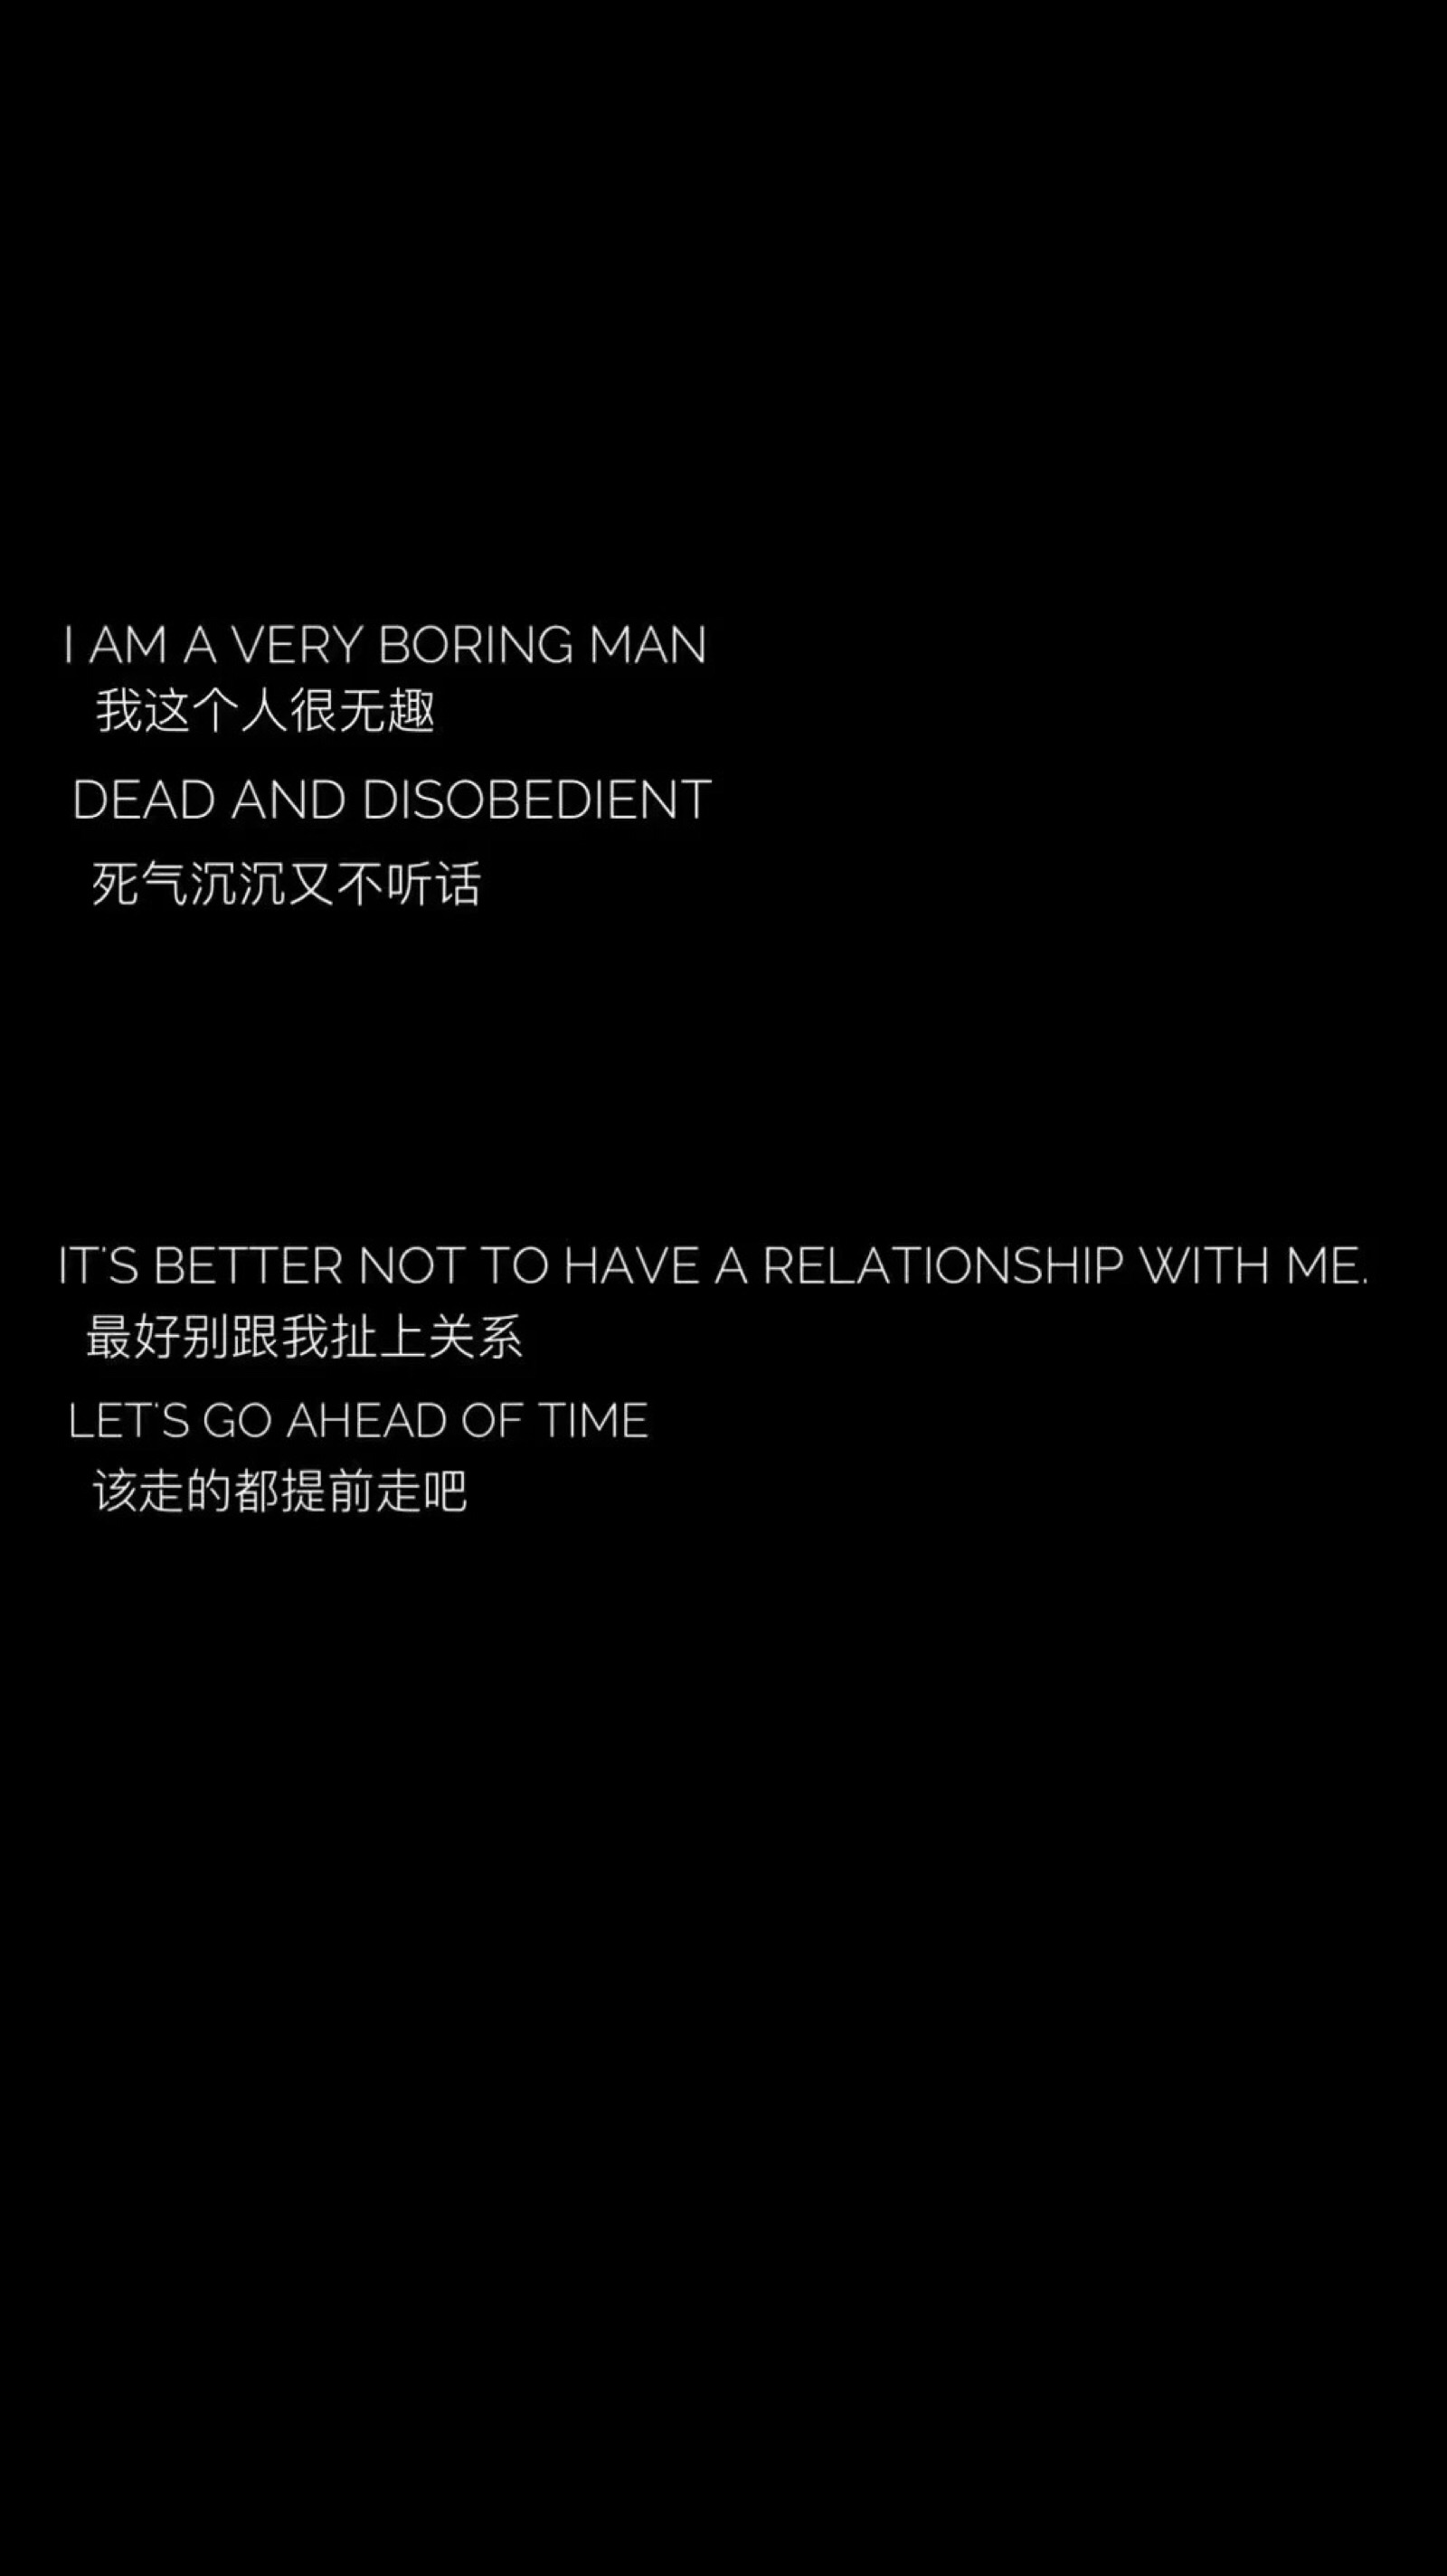 I AM A VERY BORING MAN
我这个人很无趣
DEAD AND DISOBEDIENT
死气沉沉又不听话
IT'S BETTER NOT TO HAVE A RELATIONSHIP WITH ME.
最好别跟我扯上关系
LET'S GO AHEAD OF TIME
该走的都提前走吧